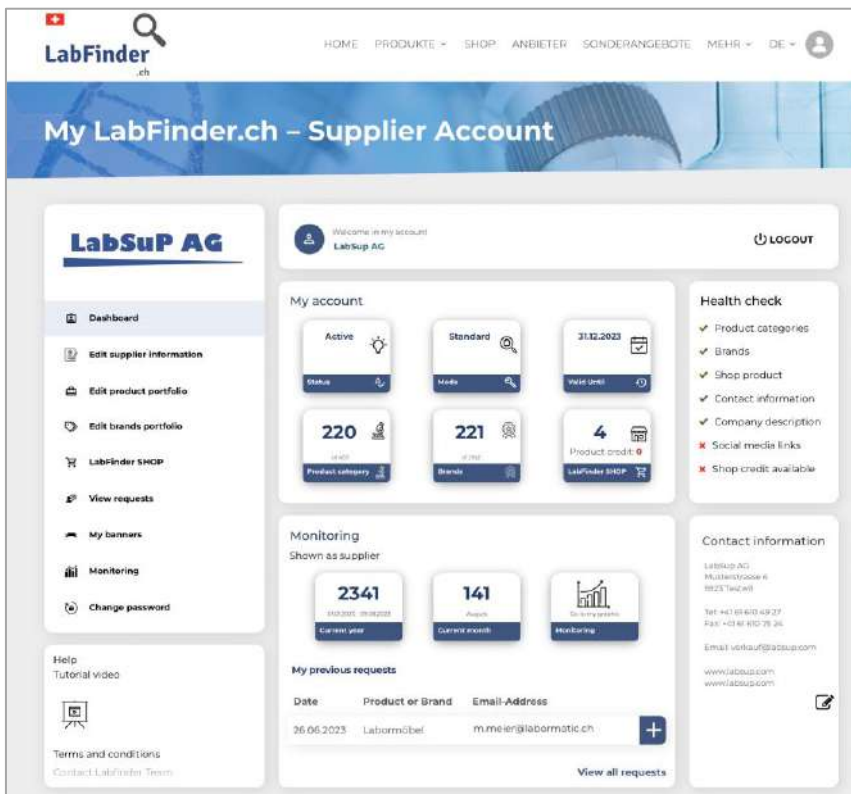 LabFinder
.ch
HOME PRODUKTE SHOP ANBIETER SONDERANGEBOTE MEHR DE
My LabFinder.ch – Supplier Account
LabSuP AG
Dashboard
Edit supplier information
Edit product portfolio
Edit brands portfolio
LabFinder SHOP
View requests
My banners
Monitoring
Change password
Help
Tutorial video
Terms and conditions
Contact Labfinder Team
Welcome in my account
LabSup AG
LOGOUT
My account
Active
Status
Standard
Mode
31.12.2023
Valid Until
220
Product category
221
Brands
4
Product credit: 0
LabFinder SHOP
Health check
Product categories
Brands
Shop product
Contact information
Company description
Social media links
Shop credit available
Monitoring
Shown as supplier
2341
Current year
141
August
Current month
Monitoring
My previous requests
Date Product or Brand Email-Address
26.06.2023 Labormöbel m.meier@labormatic.ch
View all requests
Contact information
LabSup AG
Musterstrasse 6
Email: verkauf@labsup.com
www.labsup.com
www.labsup.com